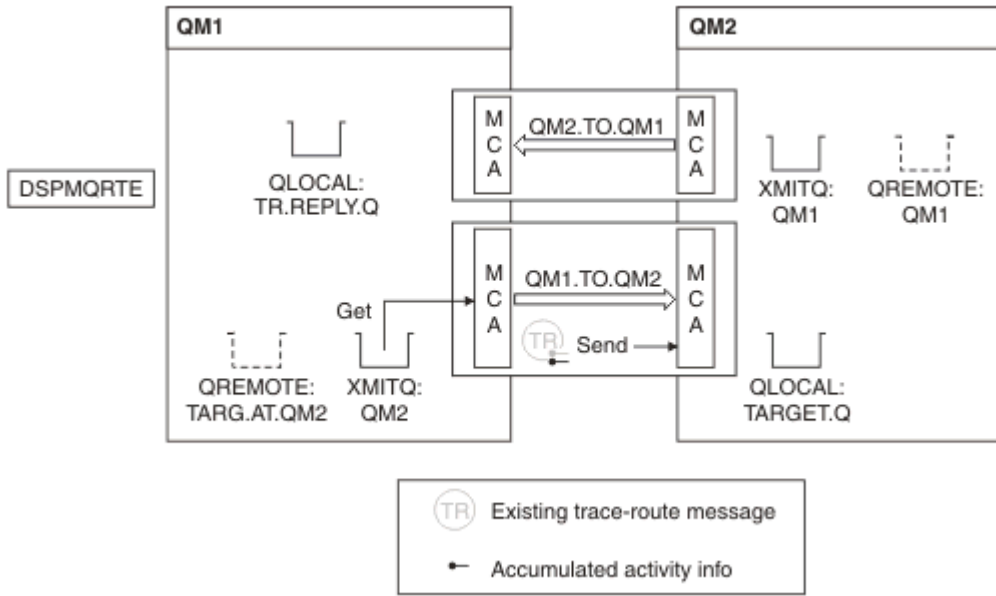 QM1
QM2
DSPMQRTE
QLOCAL:
TR.REPLY.Q
M
C
A
QM2.TO.QM1
M
C
A
XMITQ:
QM1
QREMOTE:
QM1
Get
M
C
A
QM1.TO.QM2
TR
Send
M
C
A
QREMOTE:
TARG.AT.QM2
XMITQ:
QM2
QLOCAL:
TARGET.Q
TR Existing trace-route message
Accumulated activity info